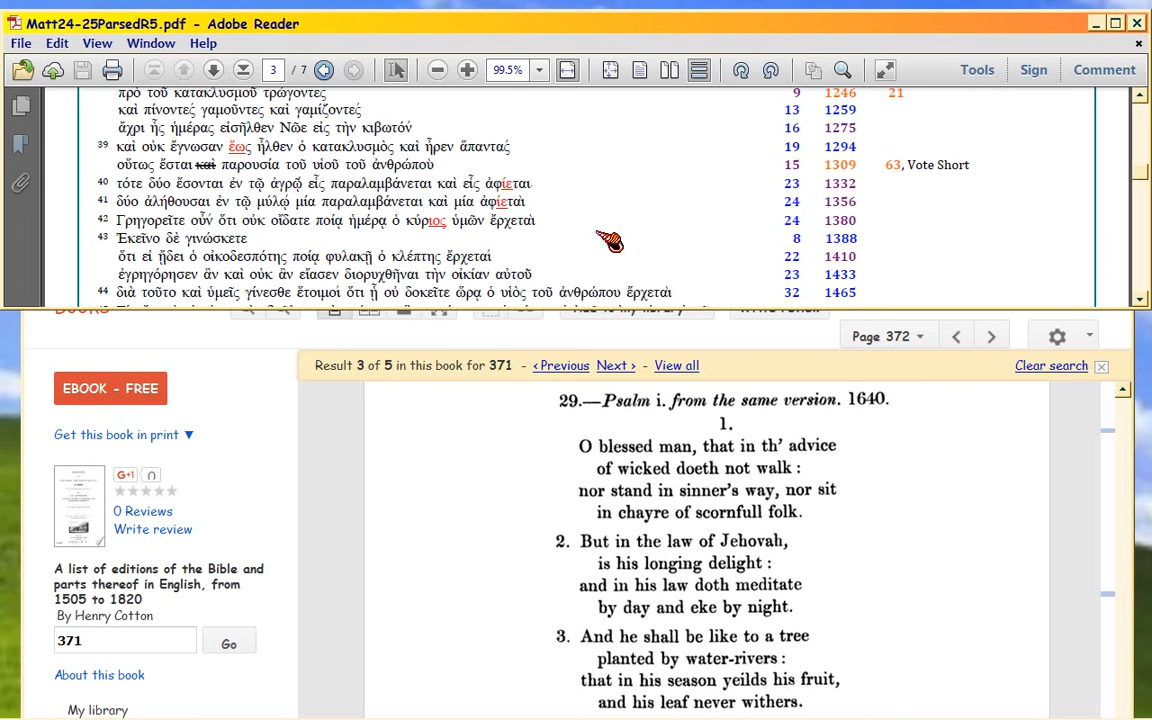 Matt24-25ParsedR5.pdf - Adobe Reader
File Edit View Window Help
3 / 7 99.5% Tools Sign Comment
πρὸ τοῦ κατακλυσμοῦ τρώγοντες 9 1246 21
καὶ πίνοντες γαμοῦντες καὶ γαμίζοντες 13 1259
ἄχρι ἧς ἡμέρας εἰσῆλθεν Νῶε εἰς τὴν κιβωτόν 16 1275
39 καὶ οὐκ ἔγνωσαν ἕως ἦλθεν ὁ κατακλυσμὸς καὶ ἦρεν ἅπαντας 19 1294
οὕτως ἔσται καὶ παρουσία τοῦ υἱοῦ τοῦ ἀνθρώπου 15 1309 63, Vote Short
40 τότε δύο ἔσονται ἐν τῷ ἀγρῷ εἷς παραλαμβάνεται καὶ εἷς ἀφίεται 23 1332
41 δύο ἀλήθουσαι ἐν τῷ μύλῳ μία παραλαμβάνεται καὶ μία ἀφίεται 24 1356
42 Γρηγορεῖτε οὖν ὅτι οὐκ οἴδατε ποίᾳ ἡμέρᾳ ὁ κύριος ὑμῶν ἔρχεται 24 1380
43 Ἐκεῖνο δὲ γινώσκετε 8 1388
ὅτι εἰ ᾔδει ὁ οἰκοδεσπότης ποίᾳ φυλακῇ ὁ κλέπτης ἔρχεται 22 1410
ἐγρηγόρησεν ἂν καὶ οὐκ ἂν εἴασεν διορυχθῆναι τὴν οἰκίαν αὐτοῦ 23 1433
44 διὰ τοῦτο καὶ ὑμεῖς γίνεσθε ἕτοιμοι ὅτι ᾗ οὐ δοκεῖτε ὥρᾳ ὁ υἱὸς τοῦ ἀνθρώπου ἔρχεται 32 1465
Page 372
Result 3 of 5 in this book for 371 - ‹ Previous Next › - View all Clear search
EBOOK - FREE
Get this book in print ▼
G+1 0
0 Reviews
Write review
A list of editions of the Bible and
parts thereof in English, from
1505 to 1820
By Henry Cotton
371 Go
About this book
My library
29.—Psalm i. from the same version. 1640.
1.
O blessed man, that in th' advice
of wicked doeth not walk :
nor stand in sinner's way, nor sit
in chayre of scornfull folk.
2. But in the law of Jehovah,
is his longing delight :
and in his law doth meditate
by day and eke by night.
3. And he shall be like to a tree
planted by water-rivers :
that in his season yeilds his fruit,
and his leaf never withers.